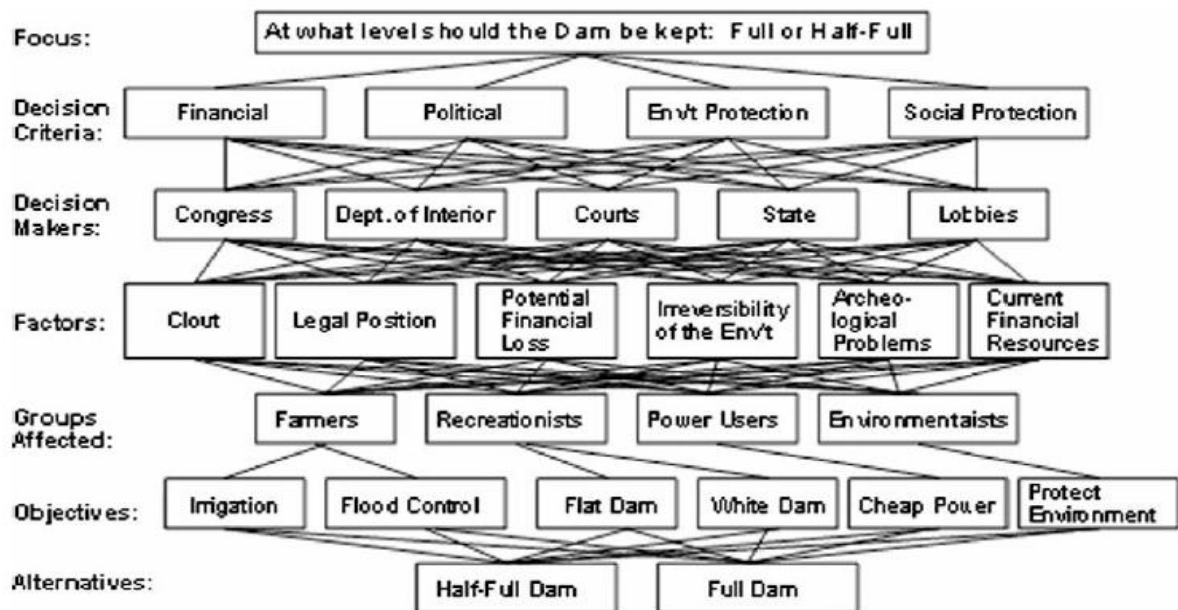 Focus: At what level should the Dam be kept: Full or Half-Full
Decision
Criteria:
Financial Political Env/t Protection Social Protection
Decision
Makers:
Congress Dept. of Interior Courts State Lobbies
Factors:
Clout
Legal Position
Potential
Financial
Loss
Irreversibility
of the Env/t
Archeo-
logical
Problems
Current
Financial
Resources
Groups
Affected:
Farmers Recreationists Power Users Environmentaists
Objectives:
Irrigation Flood Control Flat Dam White Dam Cheap Power
Protect
Environment
Alternatives:
Half-Full Dam Full Dam